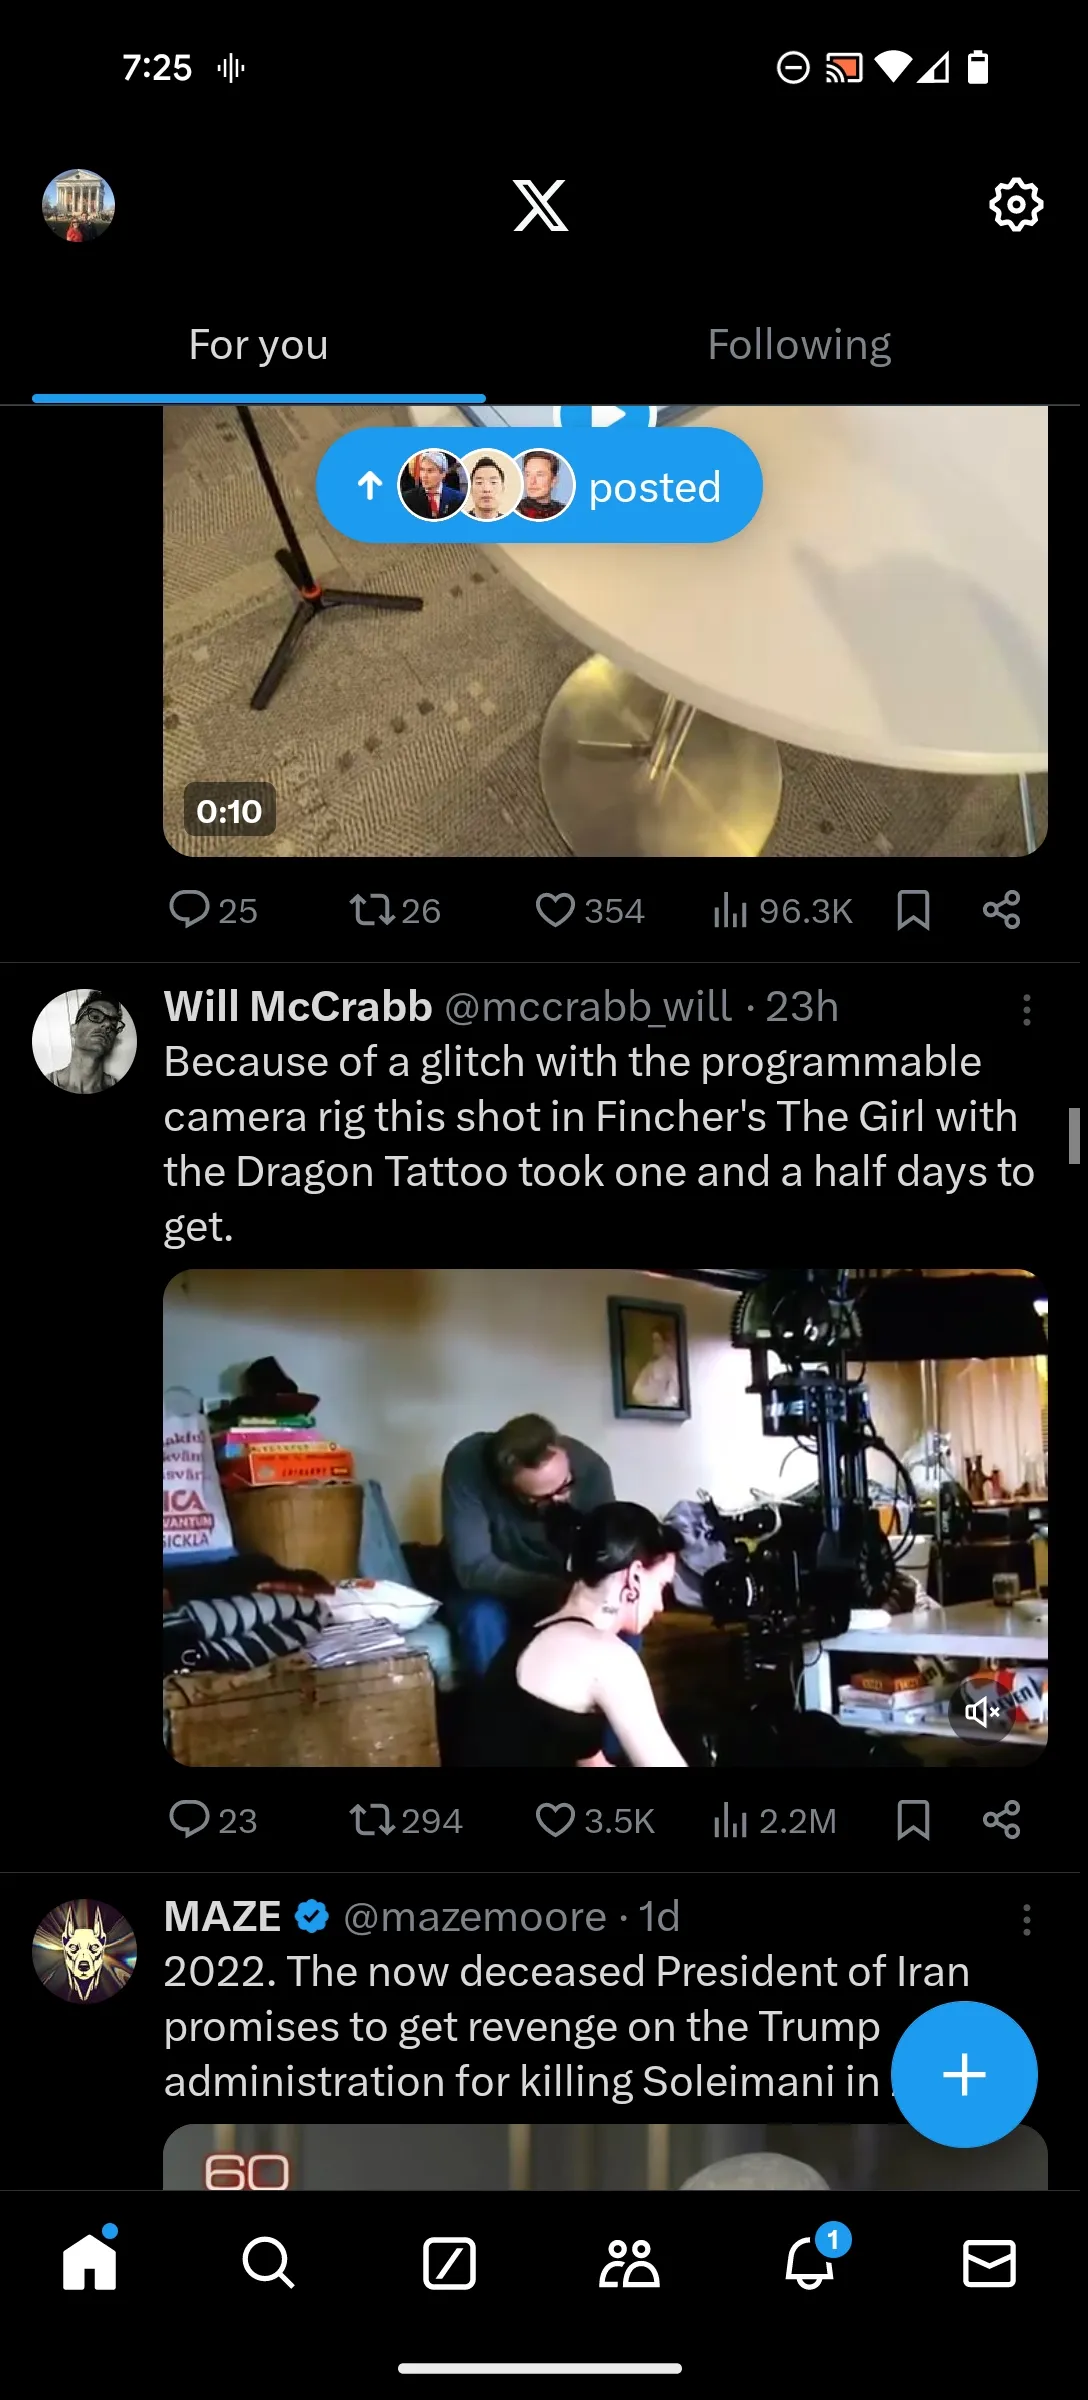 7:25
For you
Following
posted
0:10
25
26
354
96.3K
Will McCrabb @mccrabb_will · 23h
Because of a glitch with the programmable
camera rig this shot in Fincher's The Girl with
the Dragon Tattoo took one and a half days to
get.
ICA
SICKLA
23
294
3.5K
2.2M
MAZE @mazemoore · 1d
2022. The now deceased President of Iran
promises to get revenge on the Trump
administration for killing Soleimani in
60
1